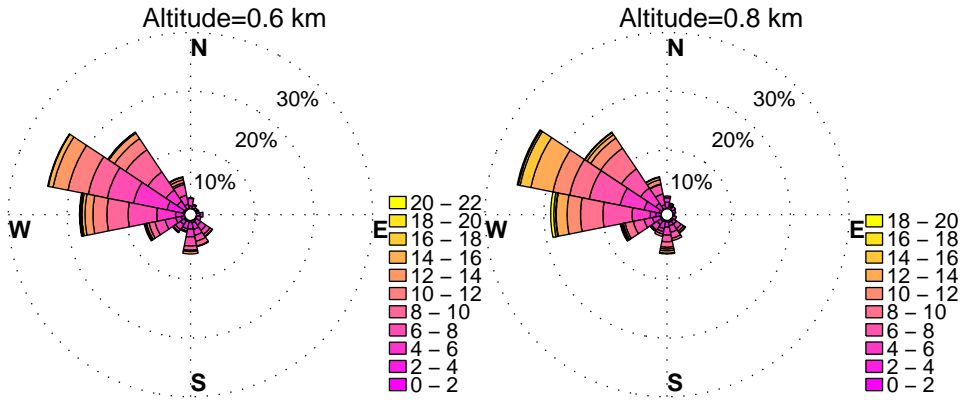 Altitude=0.6 km
N
30%
20%
10%
W
E
S
20 – 22
18 – 20
16 – 18
14 – 16
12 – 14
10 – 12
8 – 10
6 – 8
4 – 6
2 – 4
0 – 2
Altitude=0.8 km
N
30%
20%
10%
W
E
S
18 – 20
16 – 18
14 – 16
12 – 14
10 – 12
8 – 10
6 – 8
4 – 6
2 – 4
0 – 2